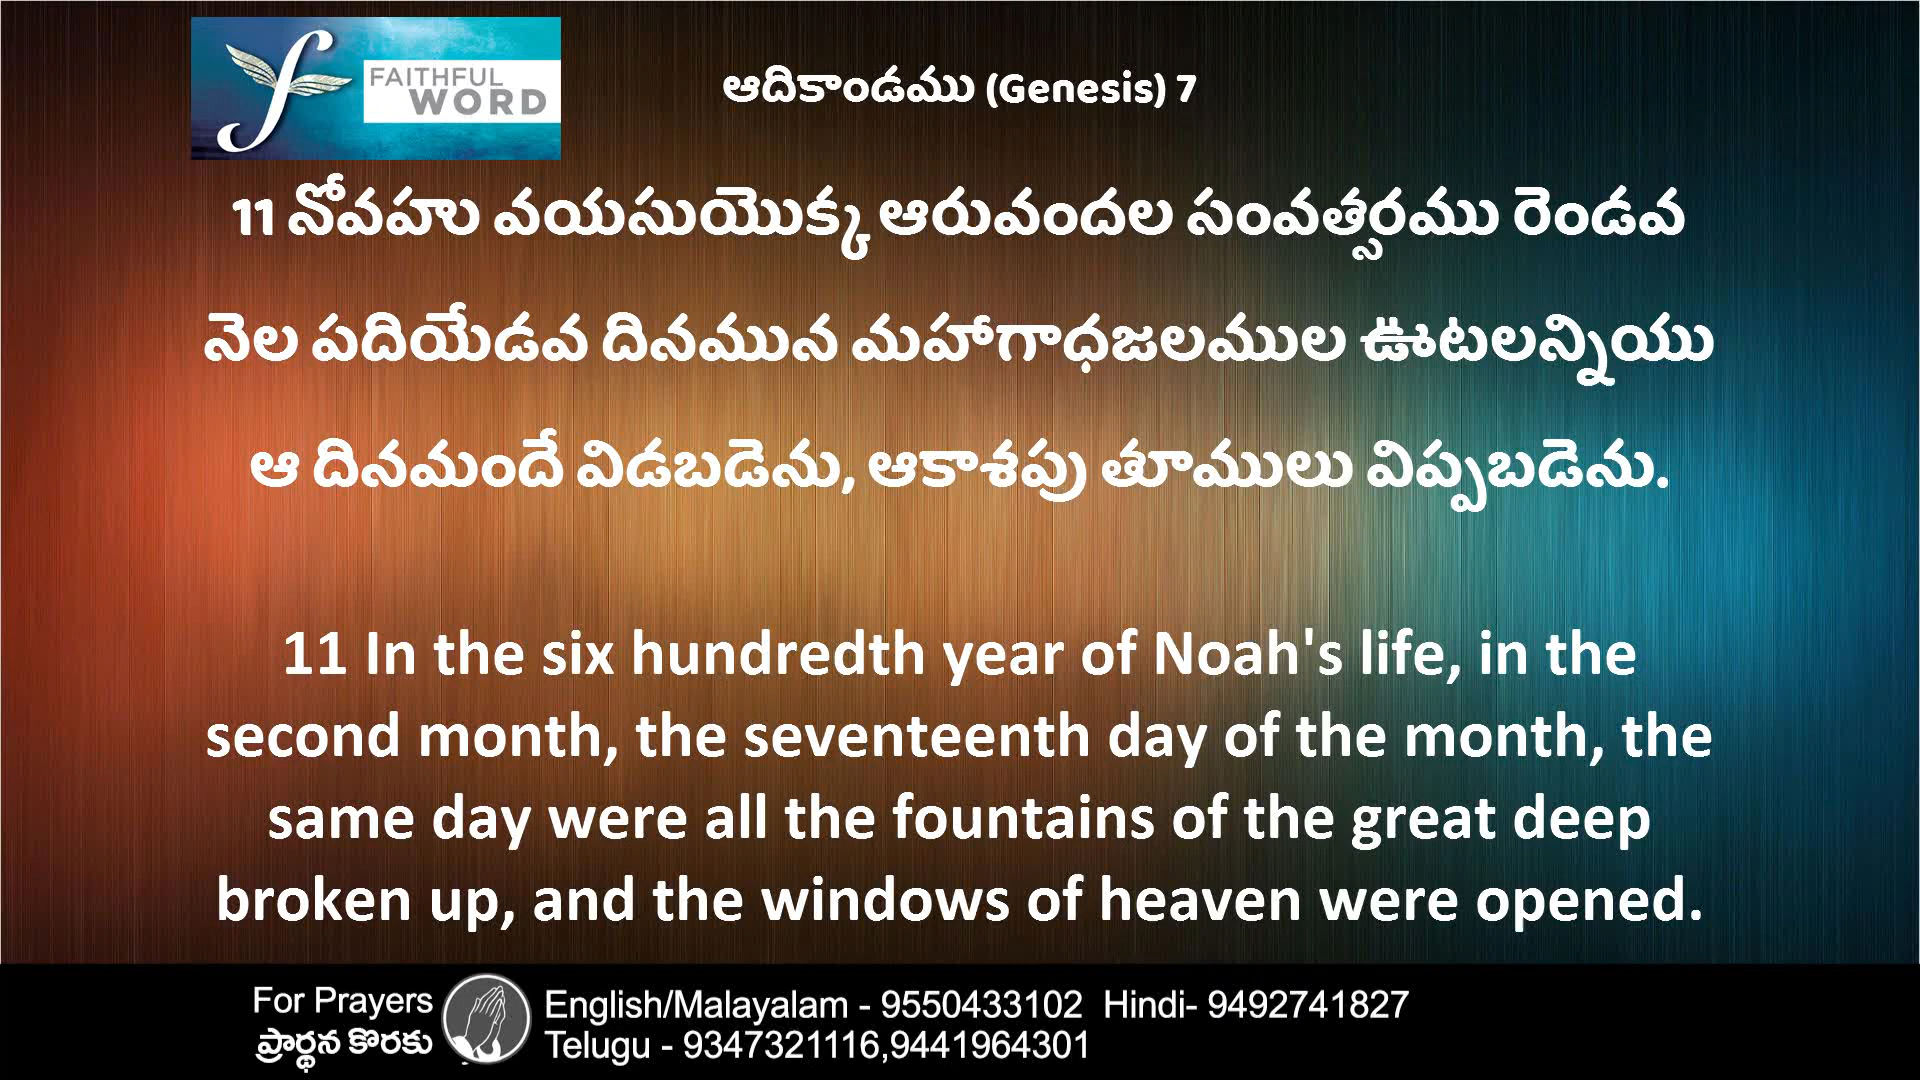 FAITHFUL
WORD
ఆదికాండము (Genesis) 7
11 నోవహు వయసుయొక్క ఆరువందల సంవత్సరము రెండవ
నెల పదియేడవ దినమున మహాగాధజలముల ఊటలన్నియు
ఆ దినమందే విడబడెను, ఆకాశపు తూములు విప్పబడెను.
11 In the six hundredth year of Noah's life, in the
second month, the seventeenth day of the month, the
same day were all the fountains of the great deep
broken up, and the windows of heaven were opened.
For Prayers
ప్రార్థన కొరకు
English/Malayalam - 9550433102 Hindi- 9492741827
Telugu - 9347321116,9441964301